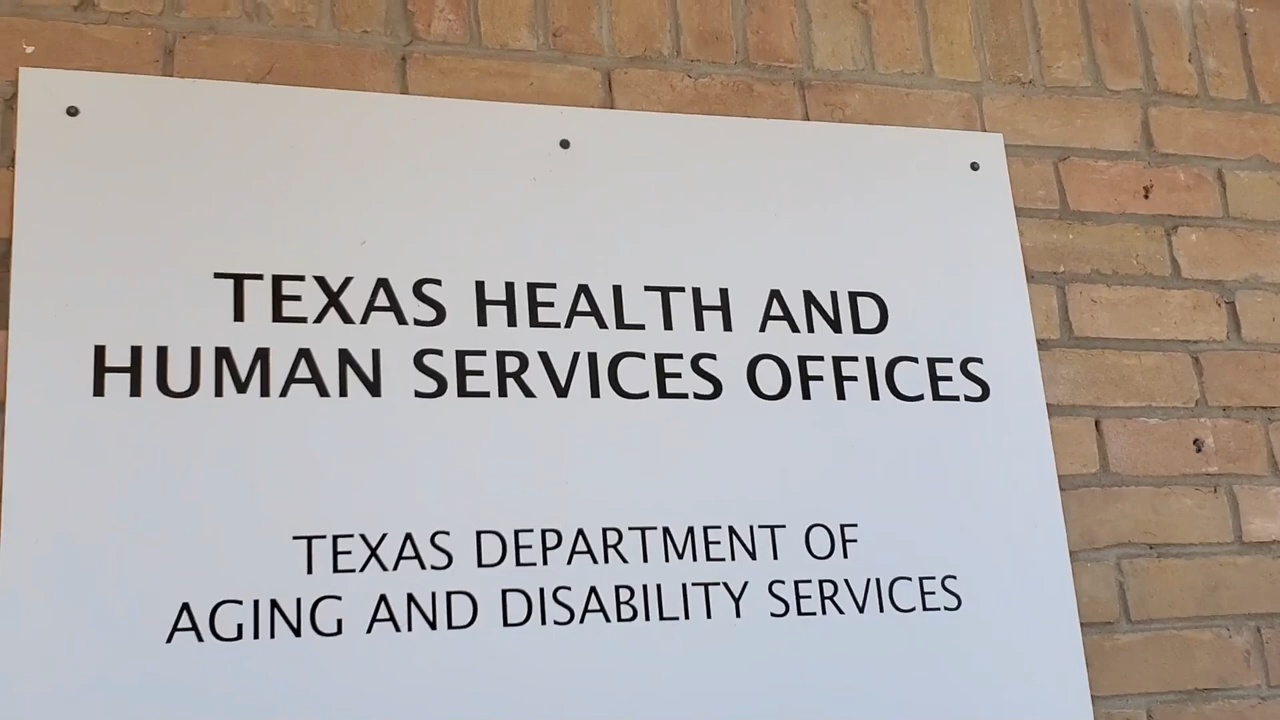 TEXAS HEALTH AND
HUMAN SERVICES OFFICES
TEXAS DEPARTMENT OF
AGING AND DISABILITY SERVICES